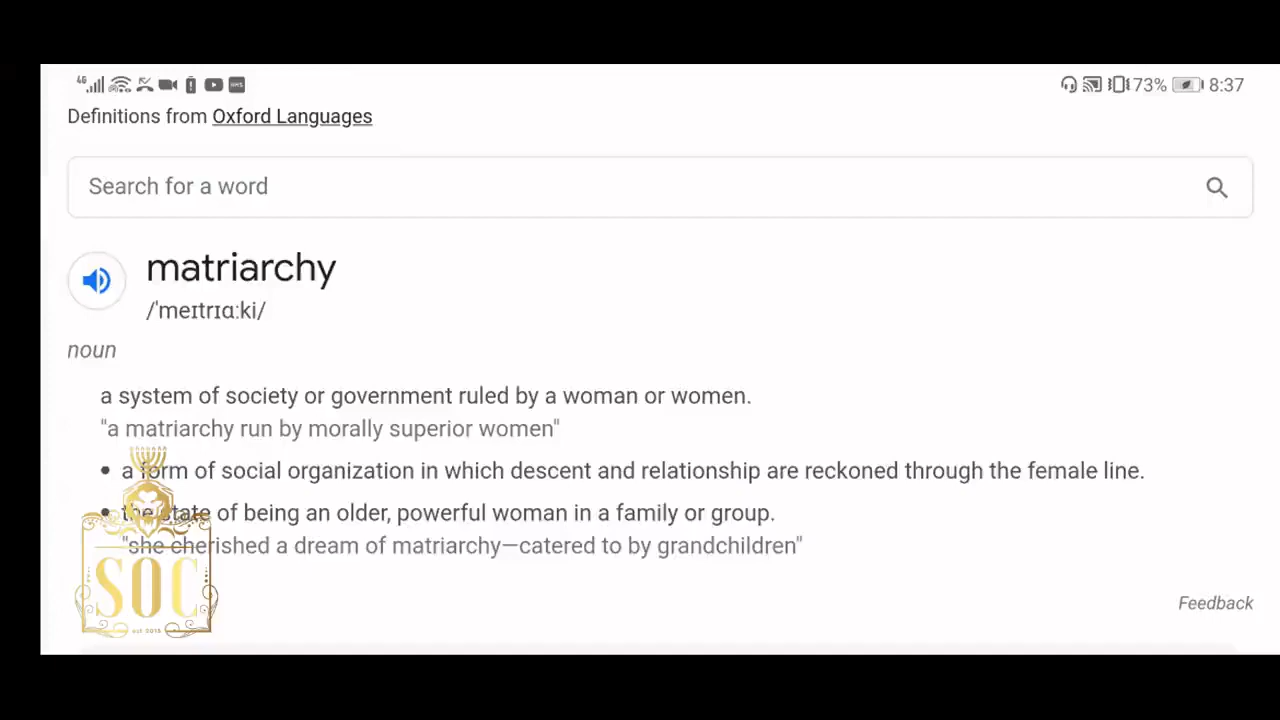 4G 73% 8:37
Definitions from Oxford Languages
Search for a word
matriarchy
/ˈmeɪtrɪɑːki/
noun
a system of society or government ruled by a woman or women.
"a matriarchy run by morally superior women"
• a form of social organization in which descent and relationship are reckoned through the female line.
• the state of being an older, powerful woman in a family or group.
"she cherished a dream of matriarchy—catered to by grandchildren"
SOC
est 2015
Feedback